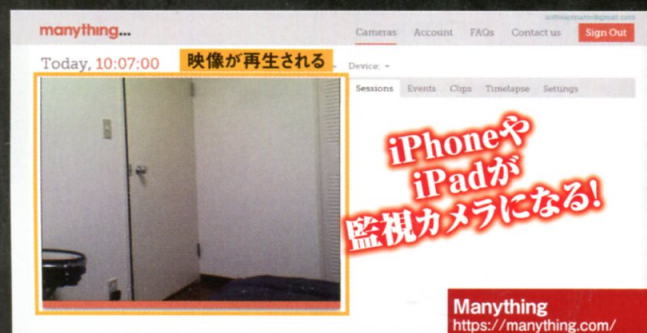 manything...
Cameras Account FAQs Contact us Sign Out
Today, 10:07:00
映像が再生される
Device:
Sessions Events Clips Timelapse Settings
iPhoneや
iPadが
監視カメラになる!
Manything
https://manything.com/